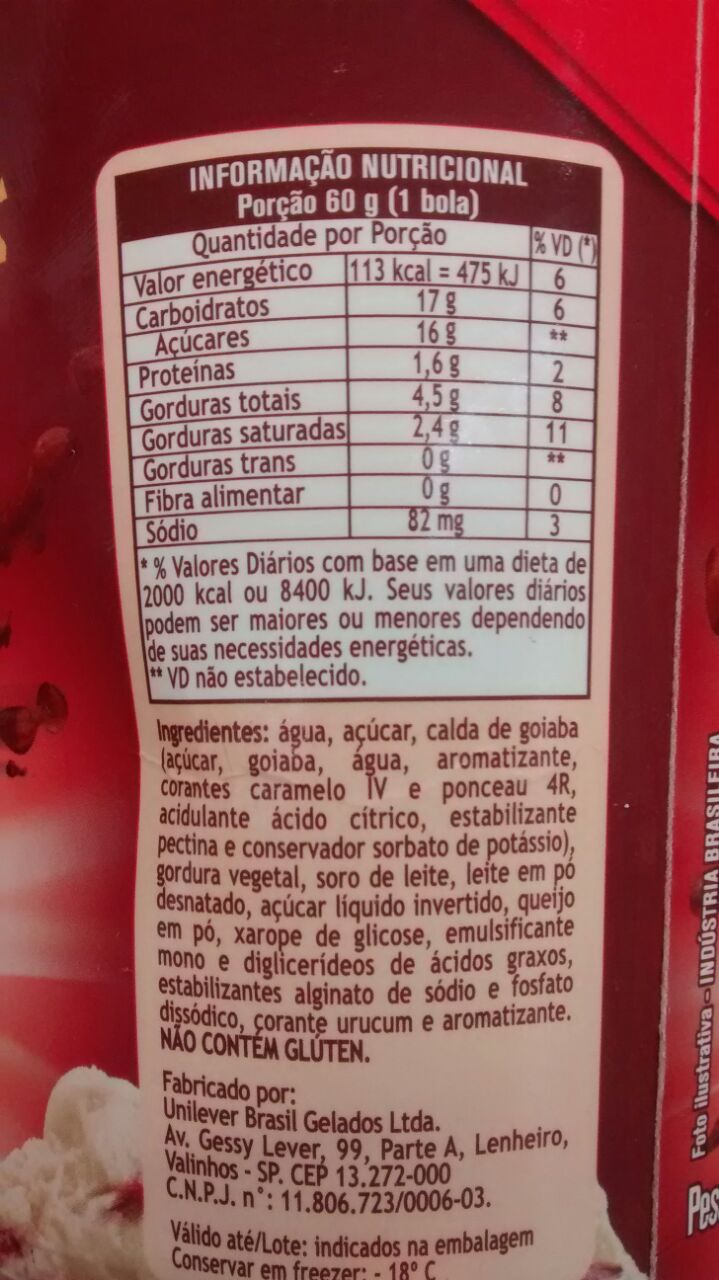 INFORMAÇÃO NUTRICIONAL
Porção 60 g (1 bola)
Quantidade por Porção % VD (*)
Valor energético 113 kcal = 475 kJ 6
Carboidratos 17 g 6
Açúcares 16 g **
Proteínas 1,6 g 2
Gorduras totais 4,5 g 8
Gorduras saturadas 2,4 g 11
Gorduras trans 0 g **
Fibra alimentar 0 g 0
Sódio 82 mg 3
* % Valores Diários com base em uma dieta de
2000 kcal ou 8400 kJ. Seus valores diários
podem ser maiores ou menores dependendo
de suas necessidades energéticas.
** VD não estabelecido.
Ingredientes: água, açúcar, calda de goiaba
(açúcar, goiaba, água, aromatizante,
corantes caramelo IV e ponceau 4R,
acidulante ácido cítrico, estabilizante
pectina e conservador sorbato de potássio),
gordura vegetal, soro de leite, leite em pó
desnatado, açúcar líquido invertido, queijo
em pó, xarope de glicose, emulsificante
mono e diglicerídeos de ácidos graxos,
estabilizantes alginato de sódio e fosfato
dissódico, corante urucum e aromatizante.
NÃO CONTÉM GLÚTEN.
Fabricado por:
Unilever Brasil Gelados Ltda.
Av. Gessy Lever, 99, Parte A, Lenheiro,
Valinhos - SP. CEP 13.272-000
C.N.P.J. n°: 11.806.723/0006-03.
Válido até/Lote: indicados na embalagem
Conservar em freezer: - 18° C
Foto ilustrativa - INDÚSTRIA BRASILEIRA